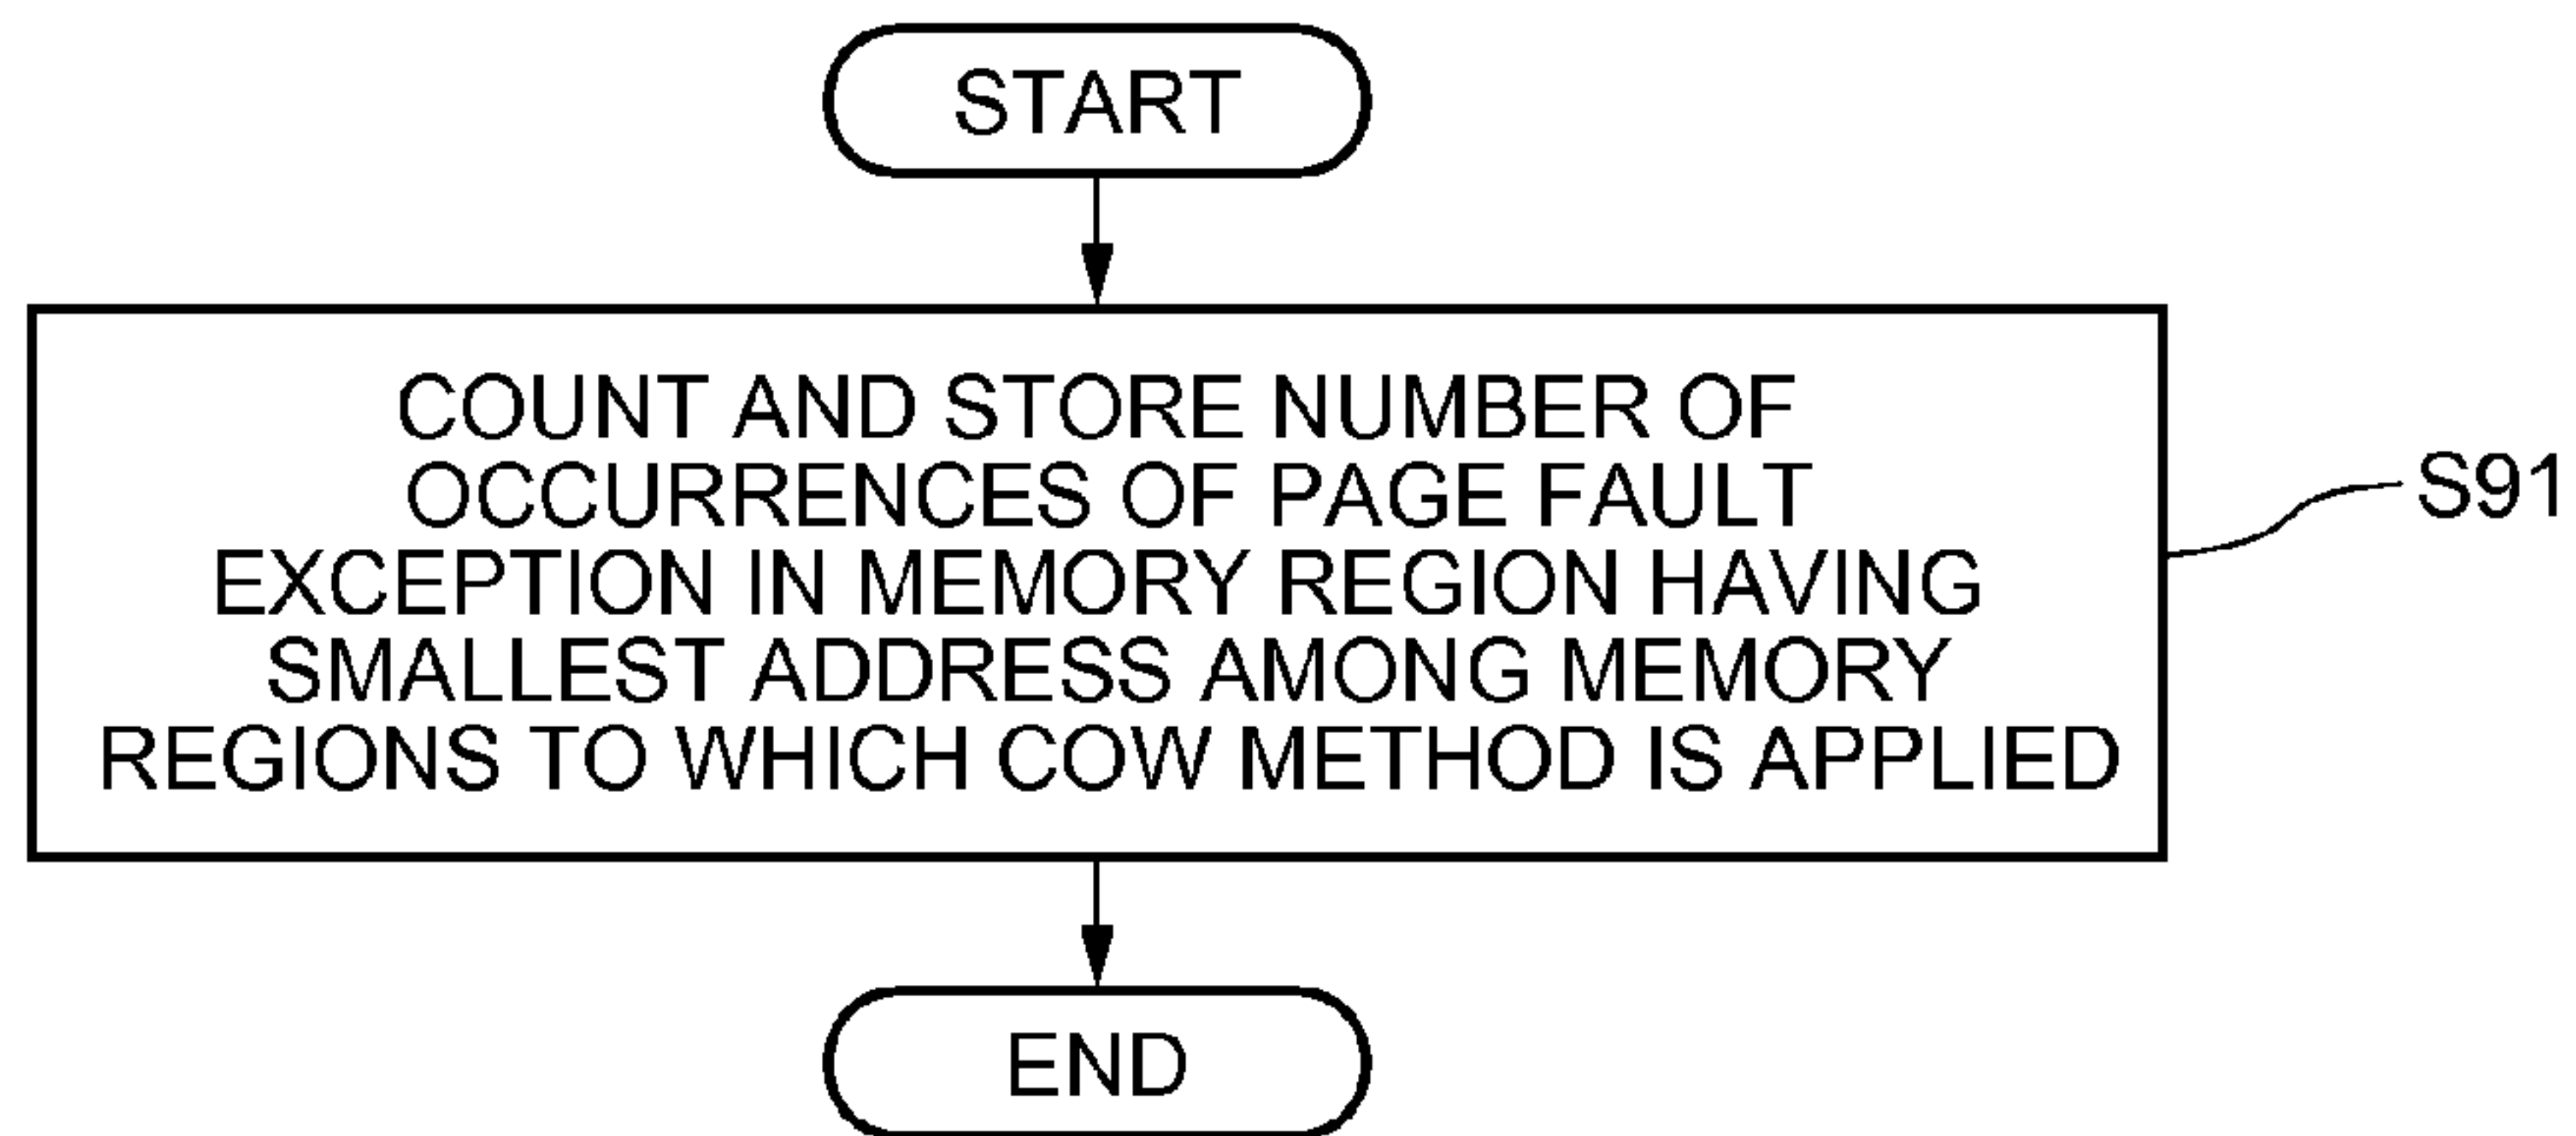 START
COUNT AND STORE NUMBER OF
OCCURRENCES OF PAGE FAULT
EXCEPTION IN MEMORY REGION HAVING
SMALLEST ADDRESS AMONG MEMORY
REGIONS TO WHICH COW METHOD IS APPLIED
S91
END